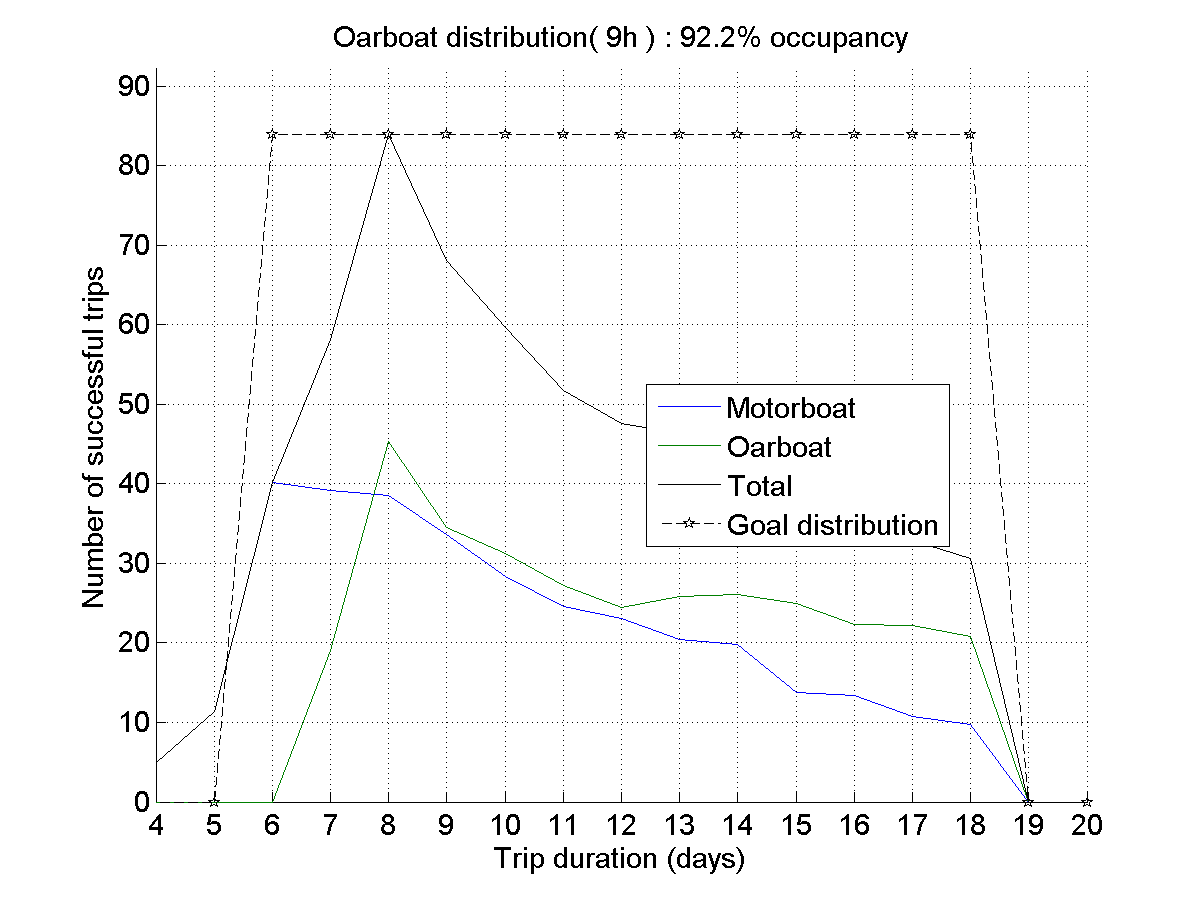 Oarboat distribution( 9h ) : 92.2% occupancy
90
80
70
60
50
40
30
20
10
0
Number of successful trips
Motorboat
Oarboat
Total
Goal distribution
4 5 6 7 8 9 10 11 12 13 14 15 16 17 18 19 20
Trip duration (days)